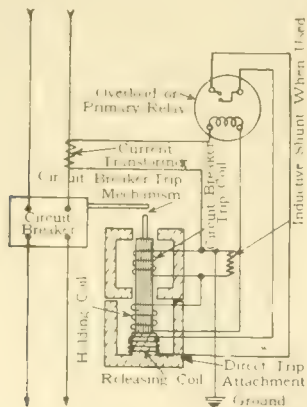 Overload or
Primary Relay
Inductive Shunt When Used
Current
Transformer
Circuit Breaker Trip
Mechanism
Circuit
Breaker
Circuit Breaker
Trip Coil
Holding Coil
Direct Trip
Attachment
Releasing Coil
Ground